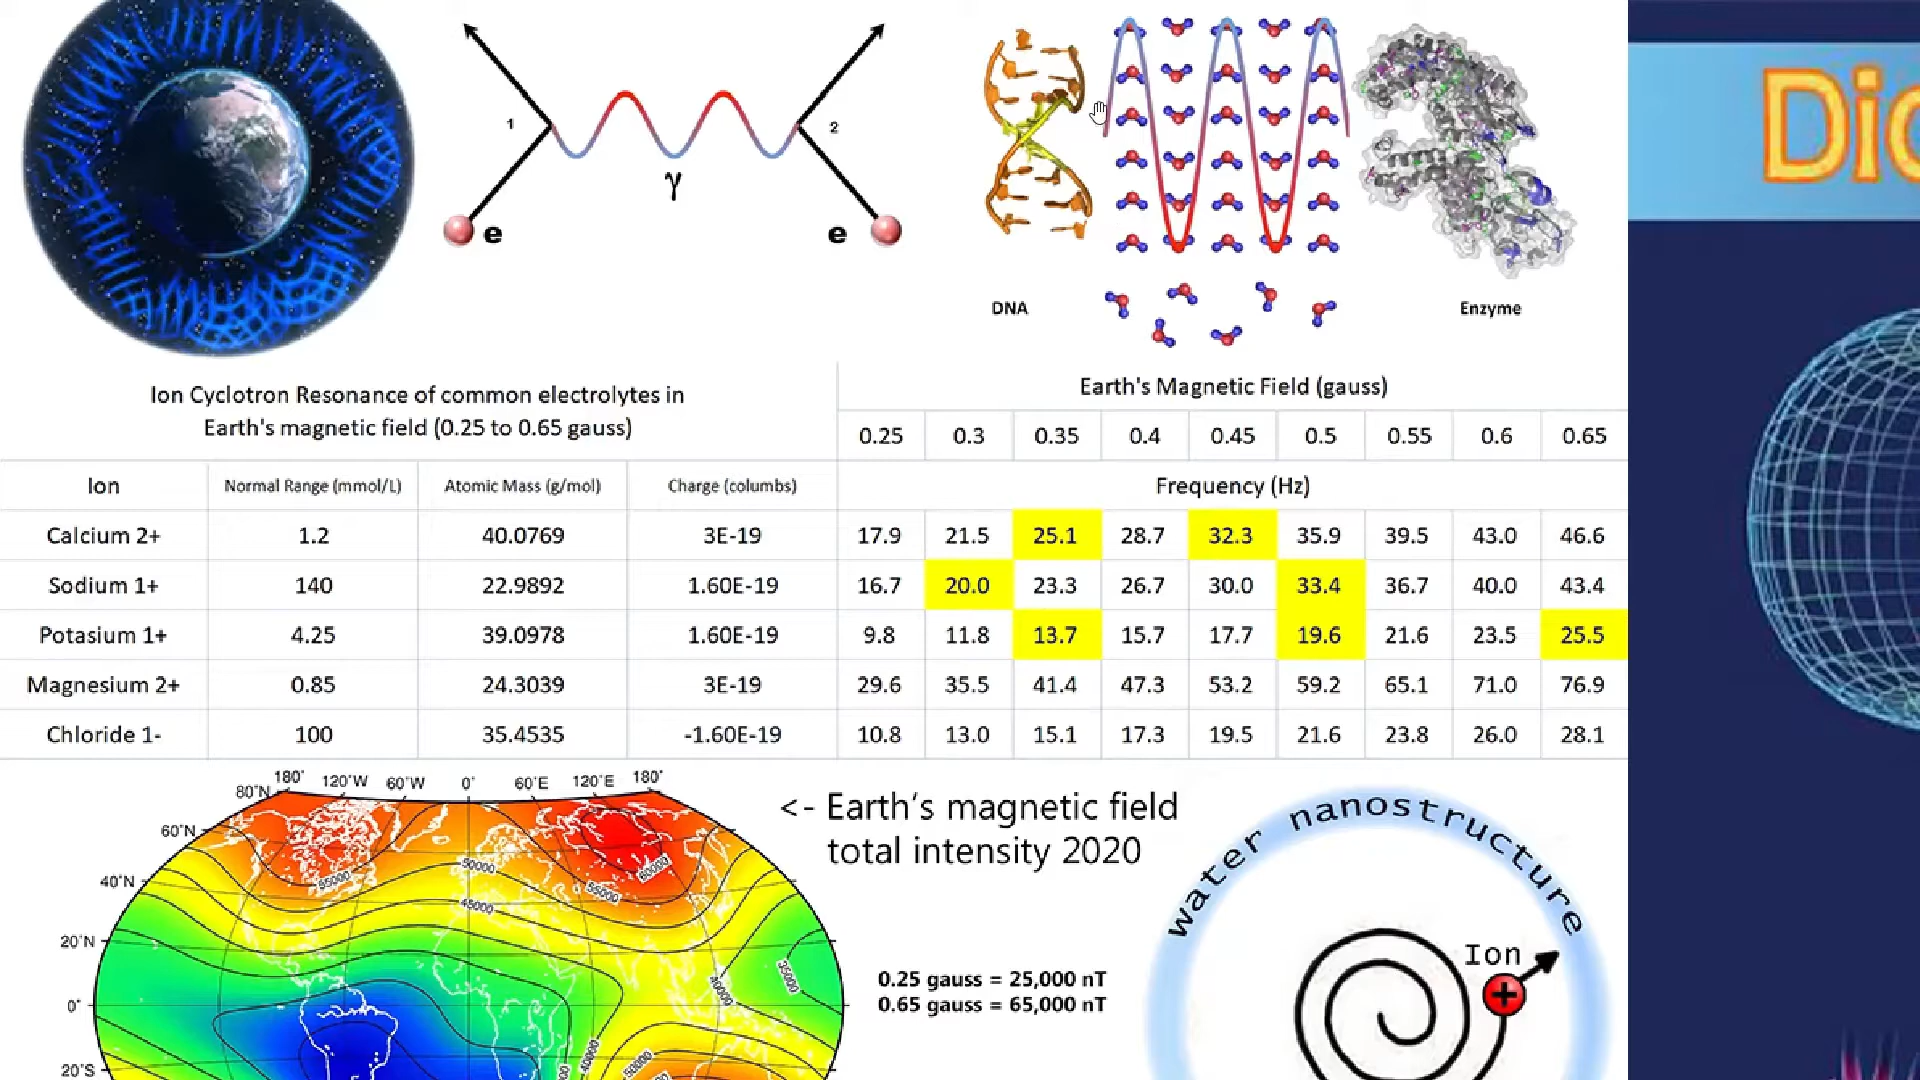 1
2
γ
e
e
DNA
Enzyme
Dio
Ion Cyclotron Resonance of common electrolytes in
Earth's magnetic field (0.25 to 0.65 gauss)
Earth's Magnetic Field (gauss)
0.25 0.3 0.35 0.4 0.45 0.5 0.55 0.6 0.65
Ion Normal Range (mmol/L) Atomic Mass (g/mol) Charge (columbs) Frequency (Hz)
Calcium 2+ 1.2 40.0769 3E-19 17.9 21.5 25.1 28.7 32.3 35.9 39.5 43.0 46.6
Sodium 1+ 140 22.9892 1.60E-19 16.7 20.0 23.3 26.7 30.0 33.4 36.7 40.0 43.4
Potasium 1+ 4.25 39.0978 1.60E-19 9.8 11.8 13.7 15.7 17.7 19.6 21.6 23.5 25.5
Magnesium 2+ 0.85 24.3039 3E-19 29.6 35.5 41.4 47.3 53.2 59.2 65.1 71.0 76.9
Chloride 1- 100 35.4535 -1.60E-19 10.8 13.0 15.1 17.3 19.5 21.6 23.8 26.0 28.1
180° 120°W 60°W 0° 60°E 120°E 180°
80°N
60°N
40°N
20°N
0°
20°S
55000
50000
45000
55000
60000
40000
35000
40000
50000
<- Earth's magnetic field
total intensity 2020
0.25 gauss = 25,000 nT
0.65 gauss = 65,000 nT
water nanostructure
Ion
+